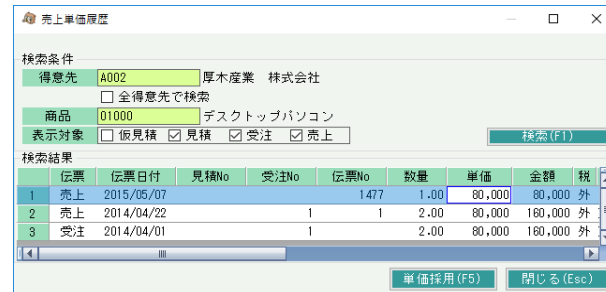 売上単価履歴
検索条件
得意先 A002 厚木産業 株式会社
全得意先で検索
商品 01000 デスクトップパソコン
表示対象 仮見積 見積 受注 売上 検索(F1)
検索結果
伝票 伝票日付 見積No 受注No 伝票No 数量 単価 金額 税
1 売上 2015/05/07 1477 1.00 80,000 80,000 外
2 売上 2014/04/22 1 1 2.00 80,000 160,000 外
3 受注 2014/04/01 1 2.00 80,000 160,000 外
単価採用(F5) 閉じる(Esc)